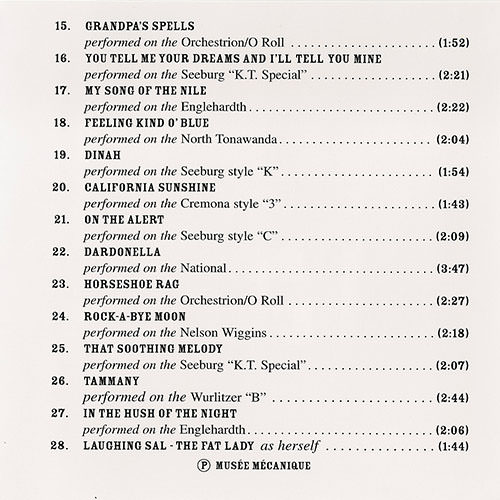 15. GRANDPA'S SPELLS
performed on the Orchestrion/O Roll . . . . . . . . . . . . . . . . . . . . . . (1:52)
16. YOU TELL ME YOUR DREAMS AND I'LL TELL YOU MINE
performed on the Seeburg “K.T. Special” . . . . . . . . . . . . . . . . . . . (2:21)
17. MY SONG OF THE NILE
performed on the Englehardth . . . . . . . . . . . . . . . . . . . . . . . . . . . . (2:22)
18. FEELING KIND O' BLUE
performed on the North Tonawanda . . . . . . . . . . . . . . . . . . . . . . . (2:04)
19. DINAH
performed on the Seeburg style “K” . . . . . . . . . . . . . . . . . . . . . . . (1:54)
20. CALIFORNIA SUNSHINE
performed on the Cremona style “3” . . . . . . . . . . . . . . . . . . . . . . . (1:43)
21. ON THE ALERT
performed on the Seeburg style “C” . . . . . . . . . . . . . . . . . . . . . . . (2:09)
22. DARDONELLA
performed on the National . . . . . . . . . . . . . . . . . . . . . . . . . . . . . . . (3:47)
23. HORSESHOE RAG
performed on the Orchestrion/O Roll . . . . . . . . . . . . . . . . . . . . . . (2:27)
24. ROCK-A-BYE MOON
performed on the Nelson Wiggins . . . . . . . . . . . . . . . . . . . . . . . . . (2:18)
25. THAT SOOTHING MELODY
performed on the Seeburg “K.T. Special” . . . . . . . . . . . . . . . . . . . (2:07)
26. TAMMANY
performed on the Wurlitzer “B” . . . . . . . . . . . . . . . . . . . . . . . . (2:44)
27. IN THE HUSH OF THE NIGHT
performed on the Englehardth . . . . . . . . . . . . . . . . . . . . . . . . . . . . (2:06)
28. LAUGHING SAL - THE FAT LADY as herself . . . . . . . . . . . . . . . . (1:44)
Ⓟ MUSÉE MÉCANIQUE